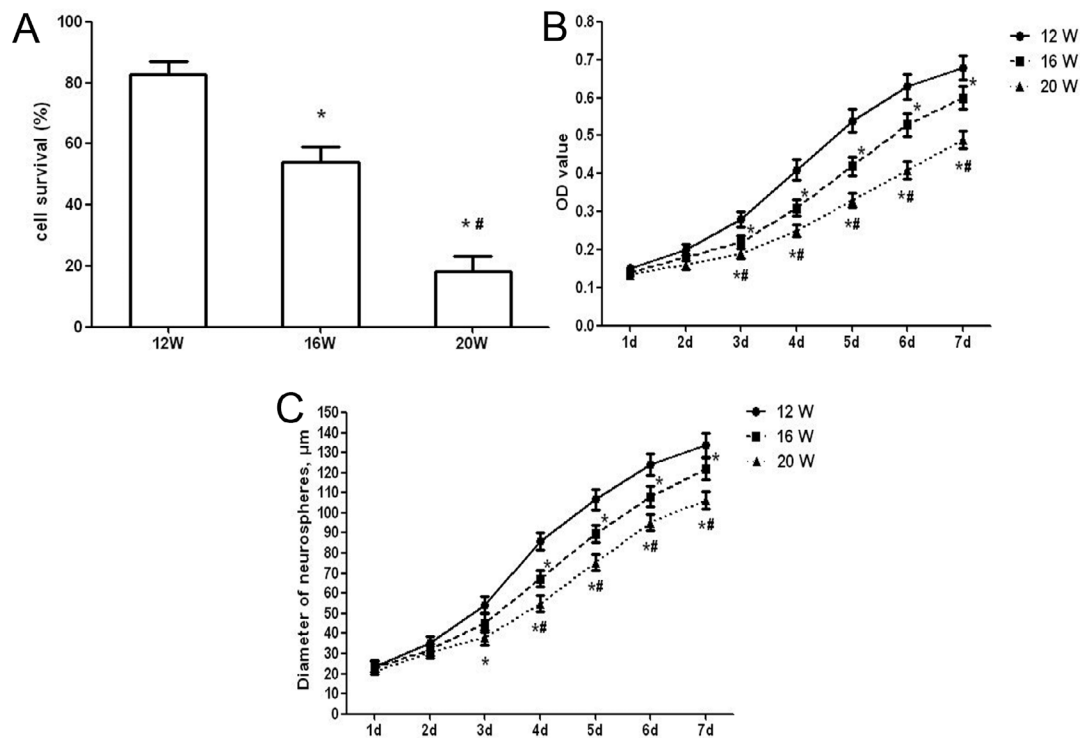 A
cell survival (%)
100
80
60
40
20
0
*
* #
12W
16W
20W
B
OD value
0.8
0.7
0.6
0.5
0.4
0.3
0.2
0.1
0.0
12 W
16 W
20 W
*
*
*
*
*
*#
*#
*#
*#
*#
1d
2d
3d
4d
5d
6d
7d
C
Diameter of neurospheres, μm
150
140
130
120
110
100
90
80
70
60
50
40
30
20
10
0
12 W
16 W
20 W
*
*
*
*
*
*#
*#
*#
*#
1d
2d
3d
4d
5d
6d
7d